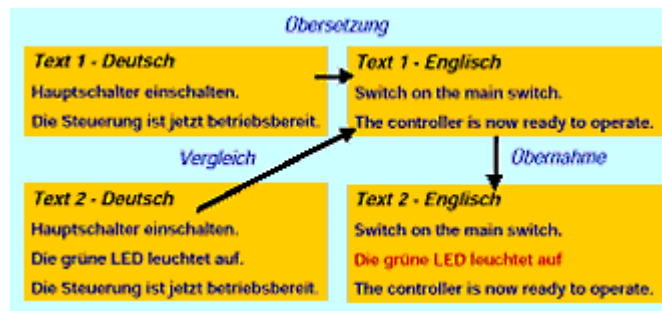 Übersetzung
Text 1 - Deutsch
Hauptschalter einschalten.
Die Steuerung ist jetzt betriebsbereit.
Text 1 - Englisch
Switch on the main switch.
The controller is now ready to operate.
Vergleich
Übernahme
Text 2 - Deutsch
Hauptschalter einschalten.
Die grüne LED leuchtet auf.
Die Steuerung ist jetzt betriebsbereit.
Text 2 - Englisch
Switch on the main switch.
Die grüne LED leuchtet auf
The controller is now ready to operate.